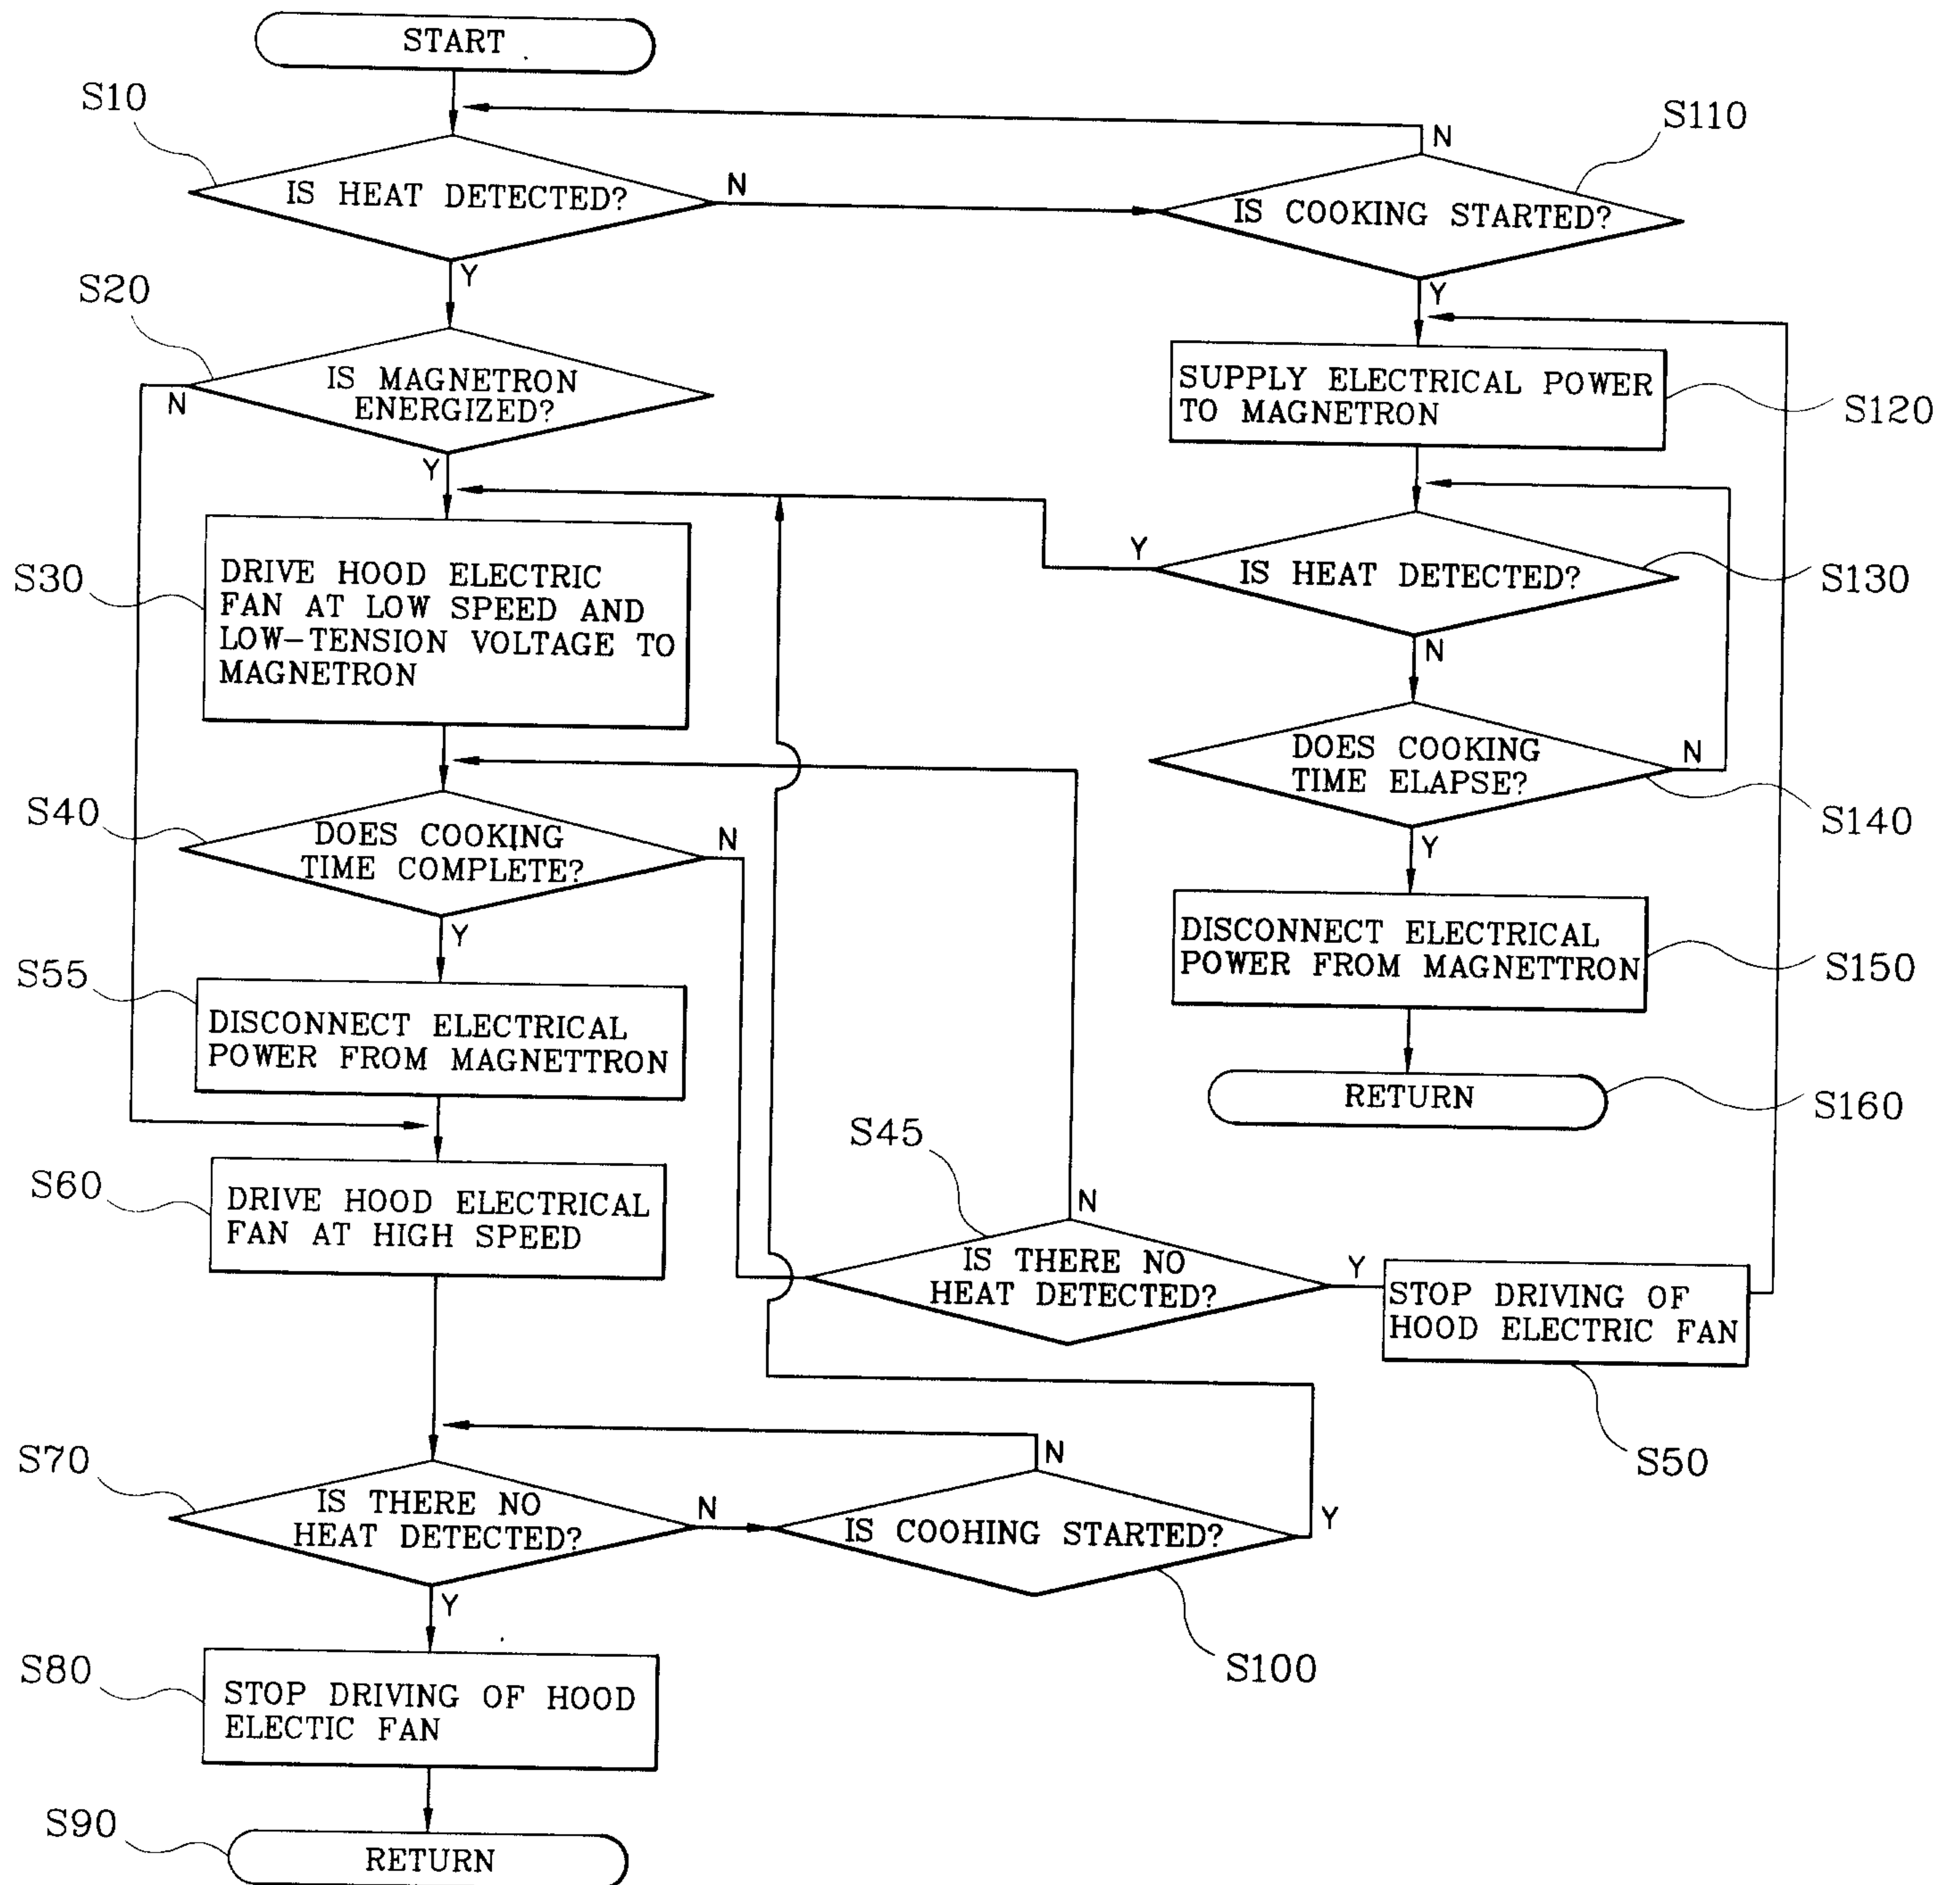 START
S10
IS HEAT DETECTED?
N
Y
N
S110
IS COOKING STARTED?
Y
S20
IS MAGNETRON
ENERGIZED?
N
Y
SUPPLY ELECTRICAL POWER
TO MAGNETRON
S120
S30
DRIVE HOOD ELECTRIC
FAN AT LOW SPEED AND
LOW-TENSION VOLTAGE TO
MAGNETRON
Y
IS HEAT DETECTED?
S130
N
DOES COOKING
TIME ELAPSE?
N
S140
Y
S40
DOES COOKING
TIME COMPLETE?
N
Y
DISCONNECT ELECTRICAL
POWER FROM MAGNETTRON
S150
S55
DISCONNECT ELECTRICAL
POWER FROM MAGNETTRON
RETURN
S160
S45
S60
DRIVE HOOD ELECTRICAL
FAN AT HIGH SPEED
N
IS THERE NO
HEAT DETECTED?
Y
STOP DRIVING OF
HOOD ELECTRIC FAN
S50
S70
IS THERE NO
HEAT DETECTED?
N
Y
N
IS COOHING STARTED?
Y
S100
S80
STOP DRIVING OF HOOD
ELECTIC FAN
S90
RETURN